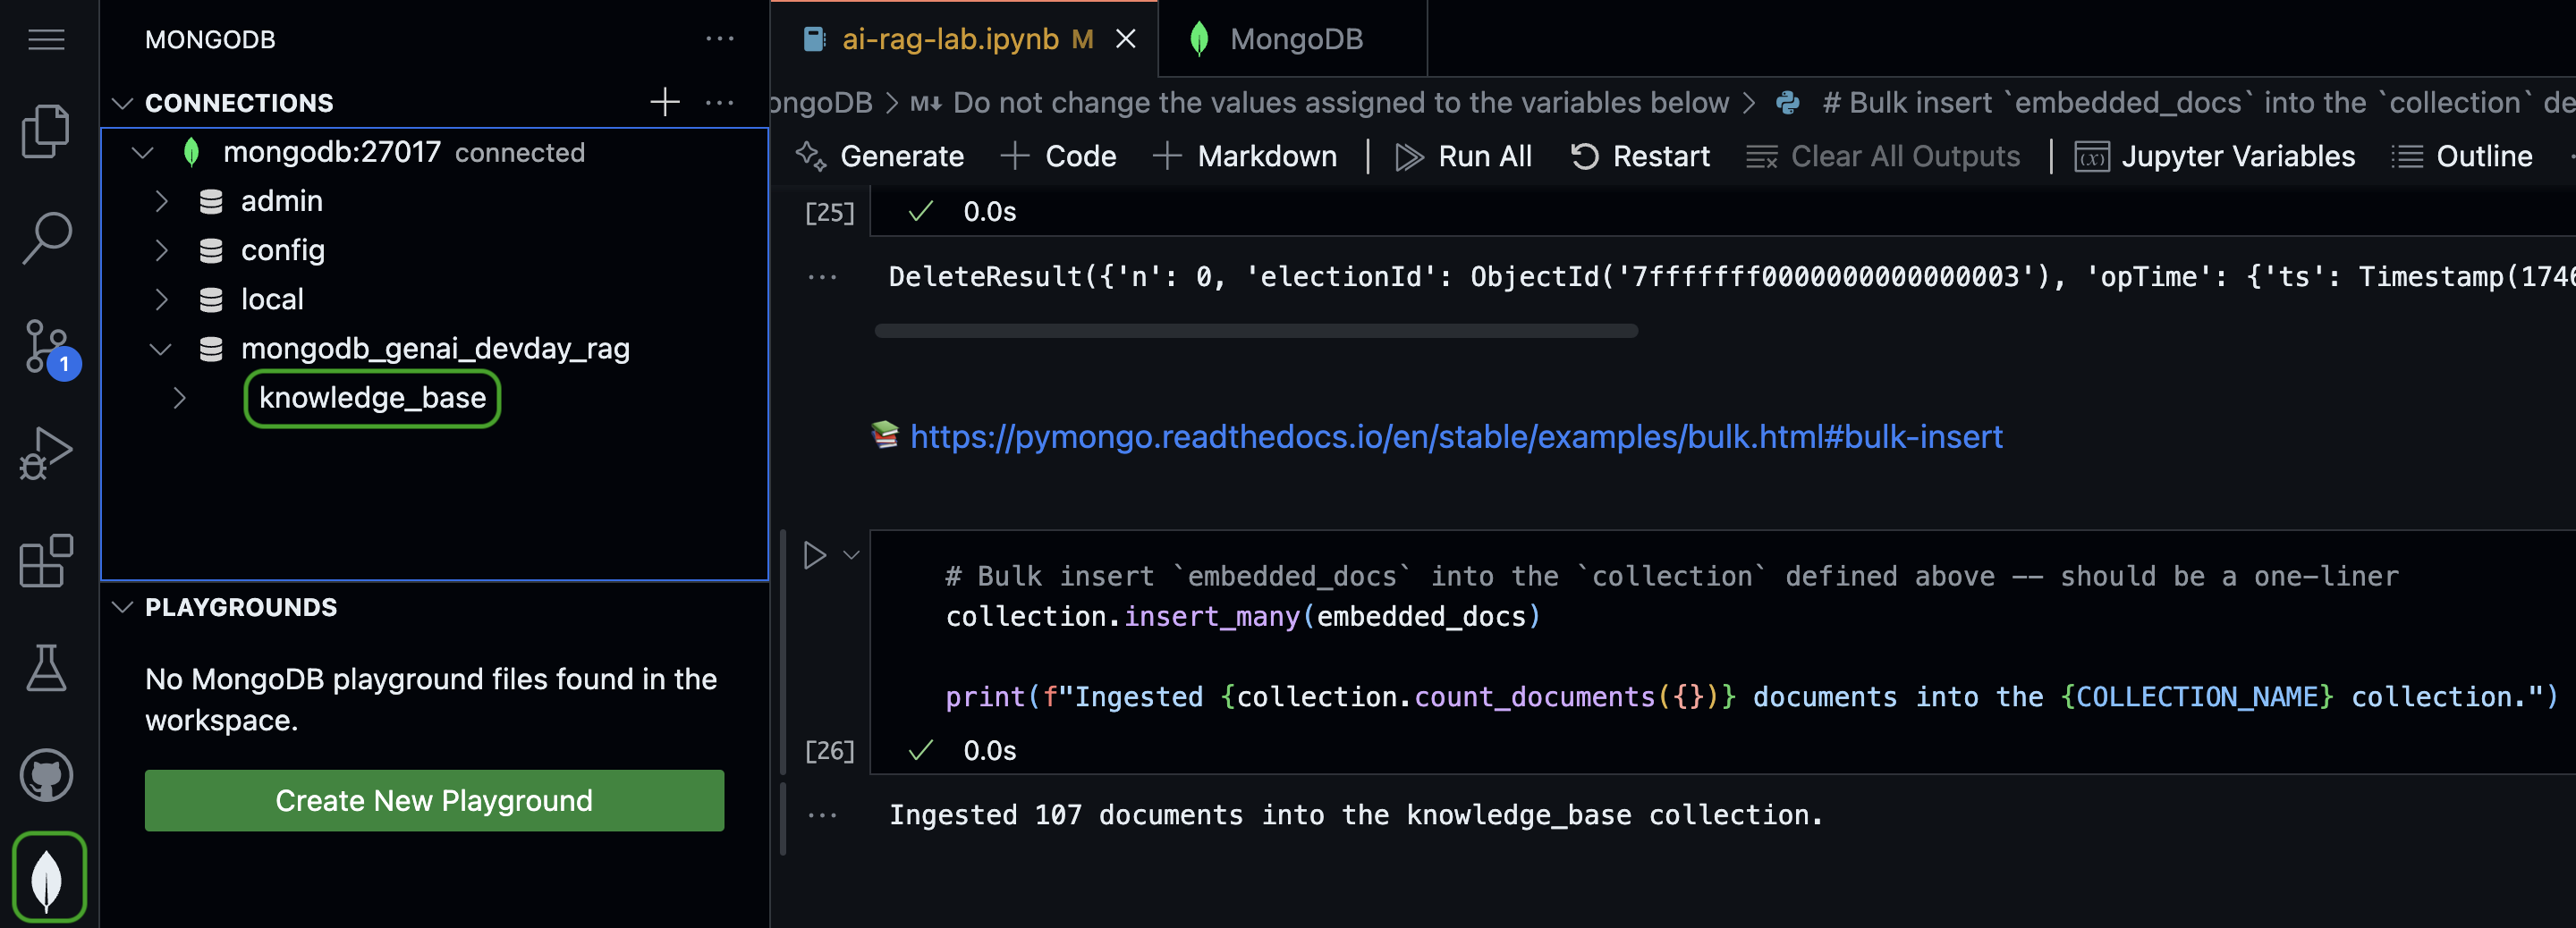 MONGODB
CONNECTIONS
mongodb:27017 connected
admin
config
local
mongodb_genai_devday_rag
knowledge_base
1
PLAYGROUNDS
No MongoDB playground files found in the
workspace.
Create New Playground
ai-rag-lab.ipynb M
MongoDB
ongoDB > M↓ Do not change the values assigned to the variables below > # Bulk insert `embedded_docs` into the `collection` de
Generate + Code + Markdown | Run All Restart Clear All Outputs | (x) Jupyter Variables Outline
[25] ✓ 0.0s
... DeleteResult({'n': 0, 'electionId': ObjectId('7fffffff0000000000000003'), 'opTime': {'ts': Timestamp(1746
https://pymongo.readthedocs.io/en/stable/examples/bulk.html#bulk-insert
# Bulk insert `embedded_docs` into the `collection` defined above -- should be a one-liner
collection.insert_many(embedded_docs)
print(f"Ingested {collection.count_documents({})} documents into the {COLLECTION_NAME} collection.")
[26] ✓ 0.0s
... Ingested 107 documents into the knowledge_base collection.